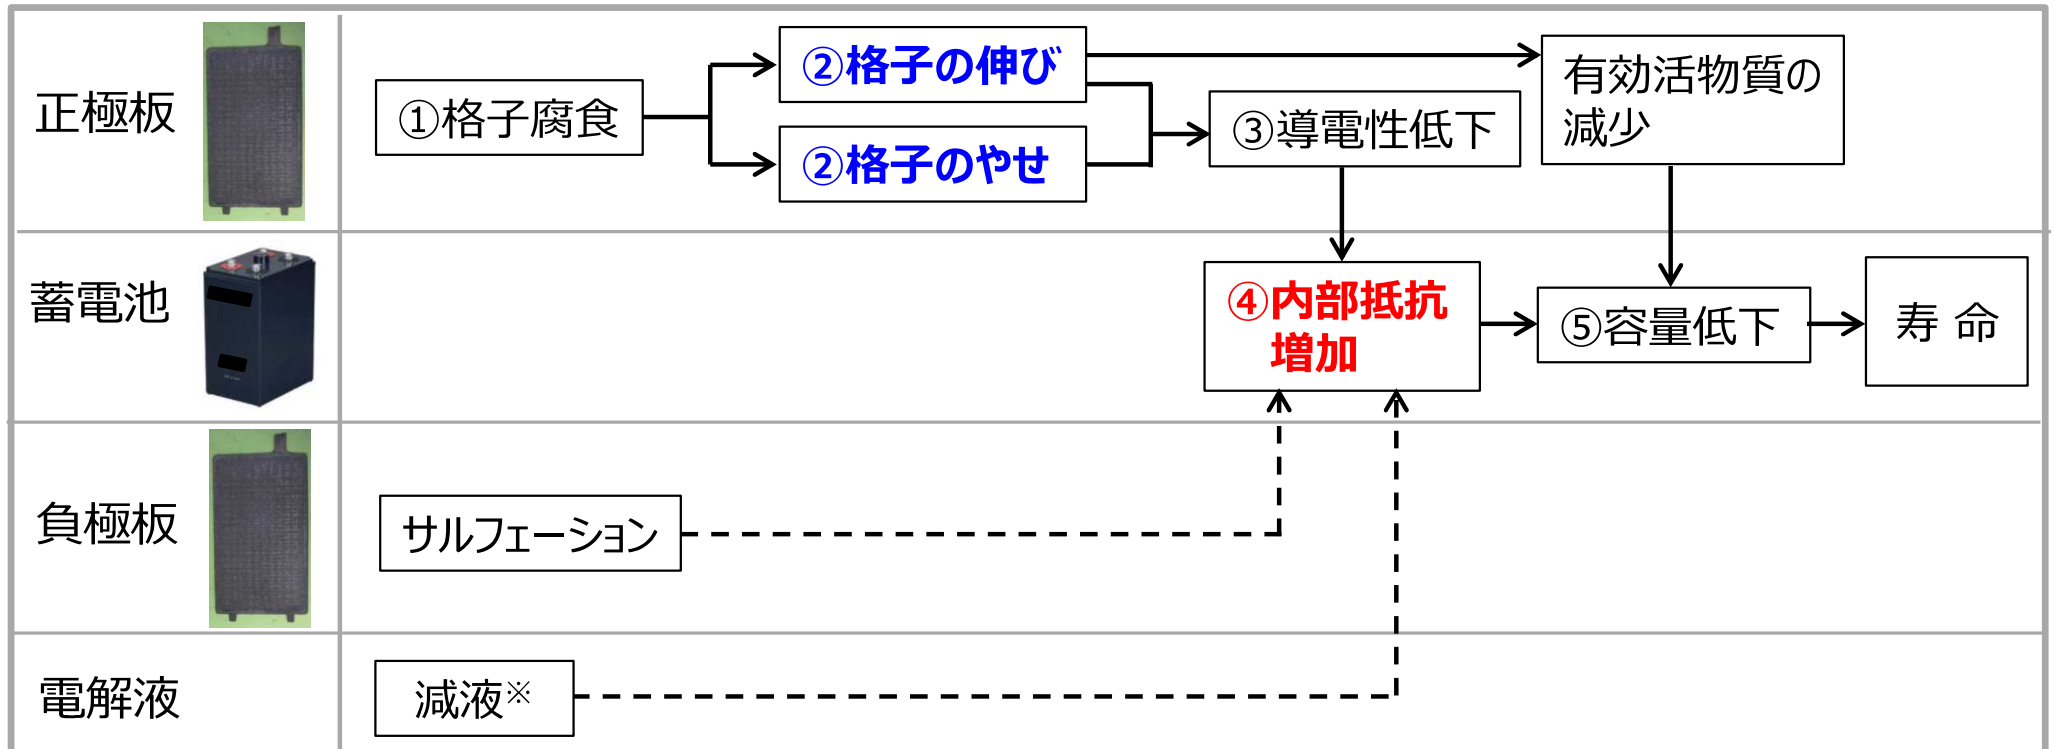 正極板
①格子腐食
②格子の伸び
②格子のやせ
③導電性低下
有効活物質の
減少
蓄電池
④内部抵抗
増加
⑤容量低下
寿 命
負極板
サルフェーション
電解液
減液※